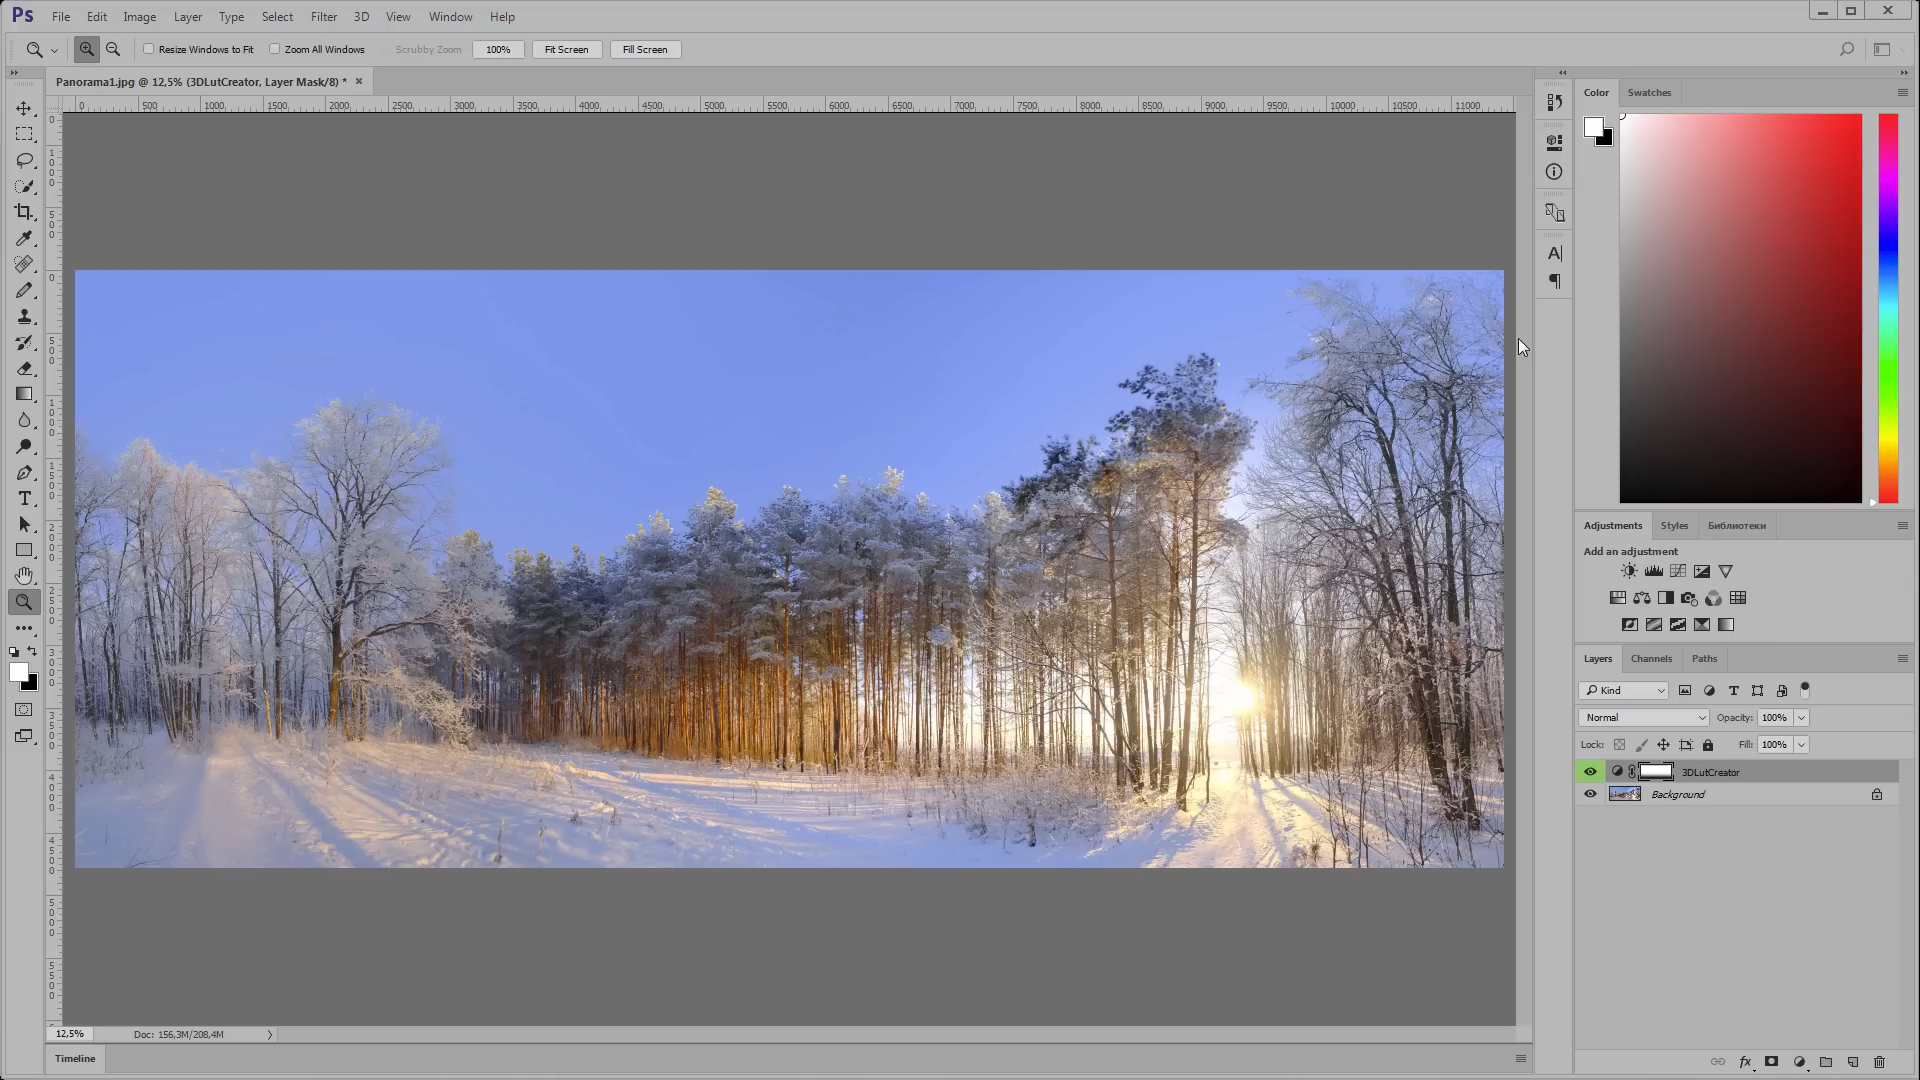 Ps File Edit Image Layer Type Select Filter 3D View Window Help
Resize Windows to Fit Zoom All Windows Scrubby Zoom 100% Fit Screen Fill Screen
Panorama1.jpg @ 12,5% (3DLutCreator, Layer Mask/8) *
0 500 1000 1500 2000 2500 3000 3500 4000 4500 5000 5500 6000 6500 7000 7500 8000 8500 9000 9500 10000 10500 11000
Color Swatches
Adjustments Styles Библиотеки
Add an adjustment
Layers Channels Paths
Kind
Normal Opacity: 100%
Lock: Fill: 100%
3DLutCreator
Background
fx
12,5% Doc: 156,3M/208,4M
Timeline